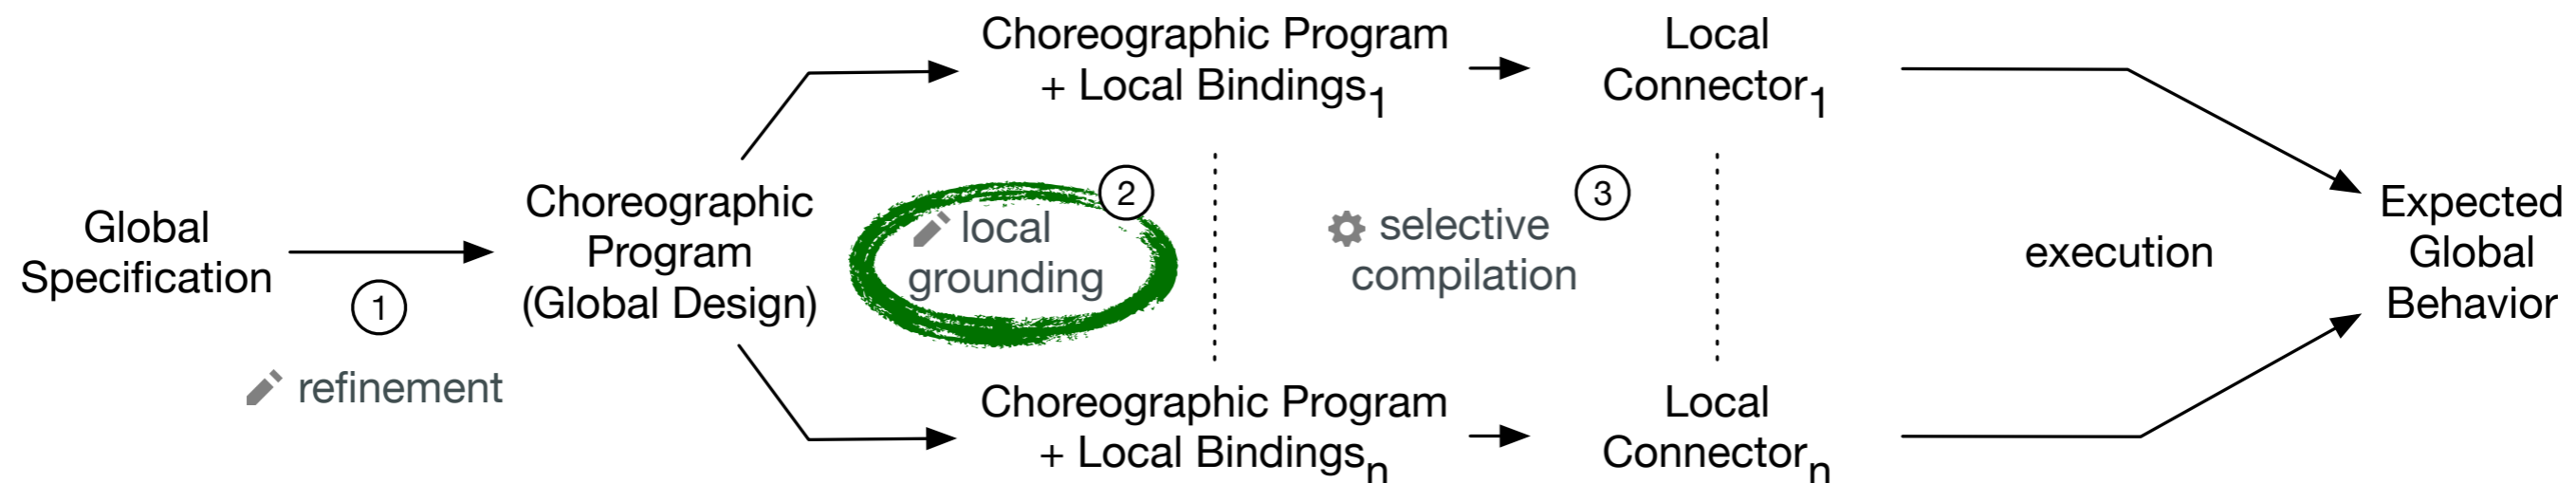 Global
Specification
1
refinement
Choreographic
Program
(Global Design)
2
local
grounding
Choreographic Program
+ Local Bindings1
Choreographic Program
+ Local Bindingsn
3
selective
compilation
Local
Connector1
Local
Connectorn
execution
Expected
Global
Behavior